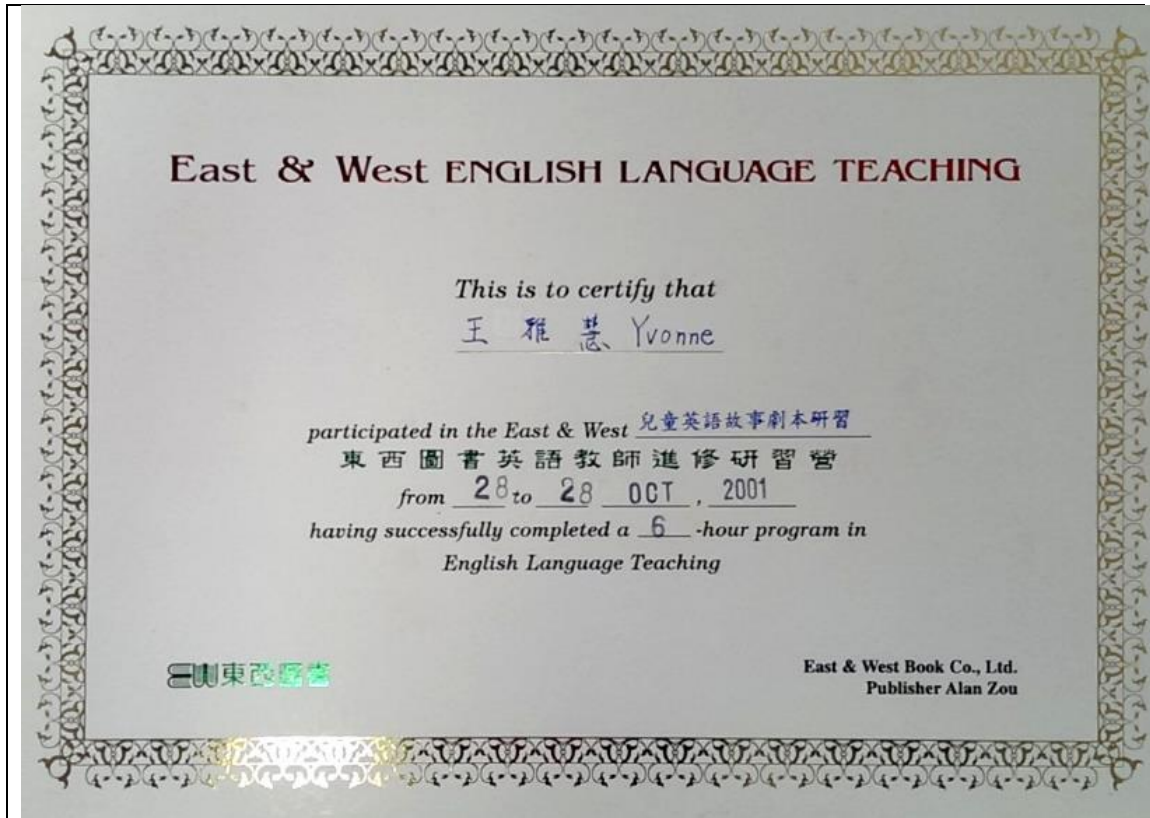 East & West ENGLISH LANGUAGE TEACHING
This is to certify that
王 雅 慧 Yvonne
participated in the East & West 兒童英語故事劇本研習
東西圖書英語教師進修研習營
from 28 to 28 OCT , 2001
having successfully completed a 6 -hour program in
English Language Teaching
EW東西圖書
East & West Book Co., Ltd.
Publisher Alan Zou